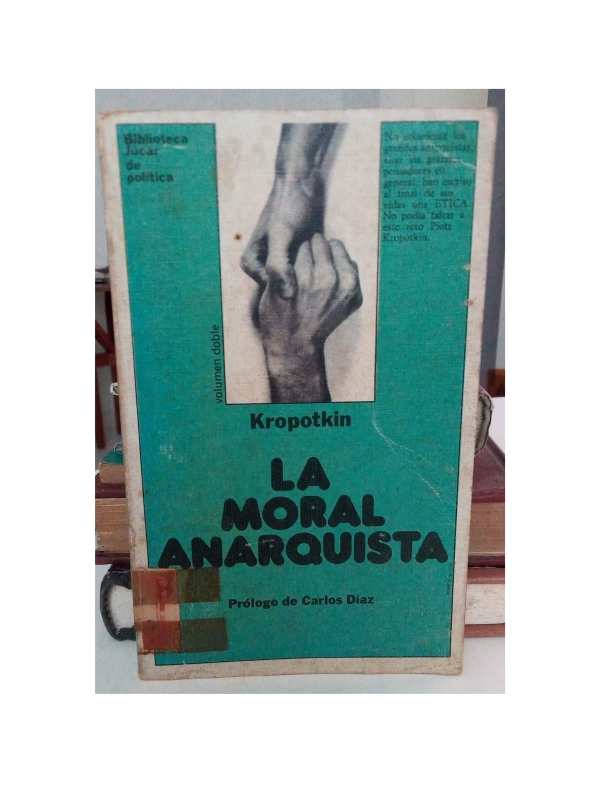 Biblioteca
Júcar
de
política
No solamente los
grandes anarquistas,
sino los grandes
pensadores en
general, han escrito
al final de sus
vidas una ETICA.
No podía faltar a
este reto Piotr
Kropotkin.
volumen doble
Kropotkin
LA
MORAL
ANARQUISTA
Prólogo de Carlos Díaz